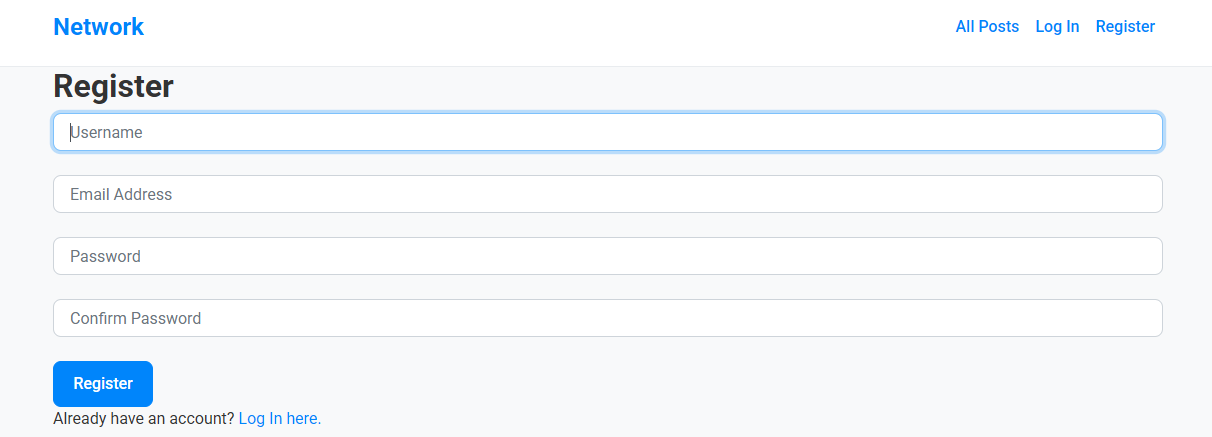 Network All Posts Log In Register
Register
Username
Email Address
Password
Confirm Password
Register
Already have an account? Log In here.